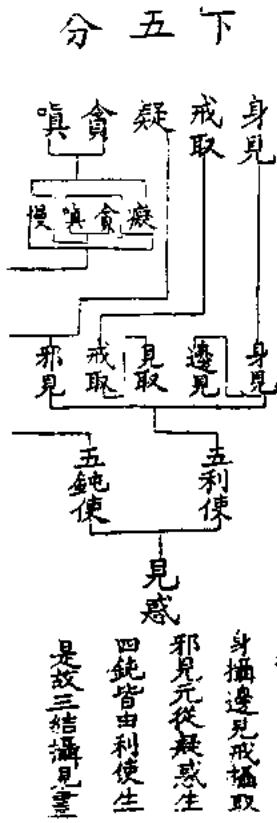 下五分
身見
戒取
疑
貪
嗔
癡
貪
嗔
慢
身見
邊見
見取
戒取
邪見
五利使
五鈍使
見惑
身攝邊見戒攝取
邪見元從疑惑生
四鈍皆由利使生
是故三結攝見盡